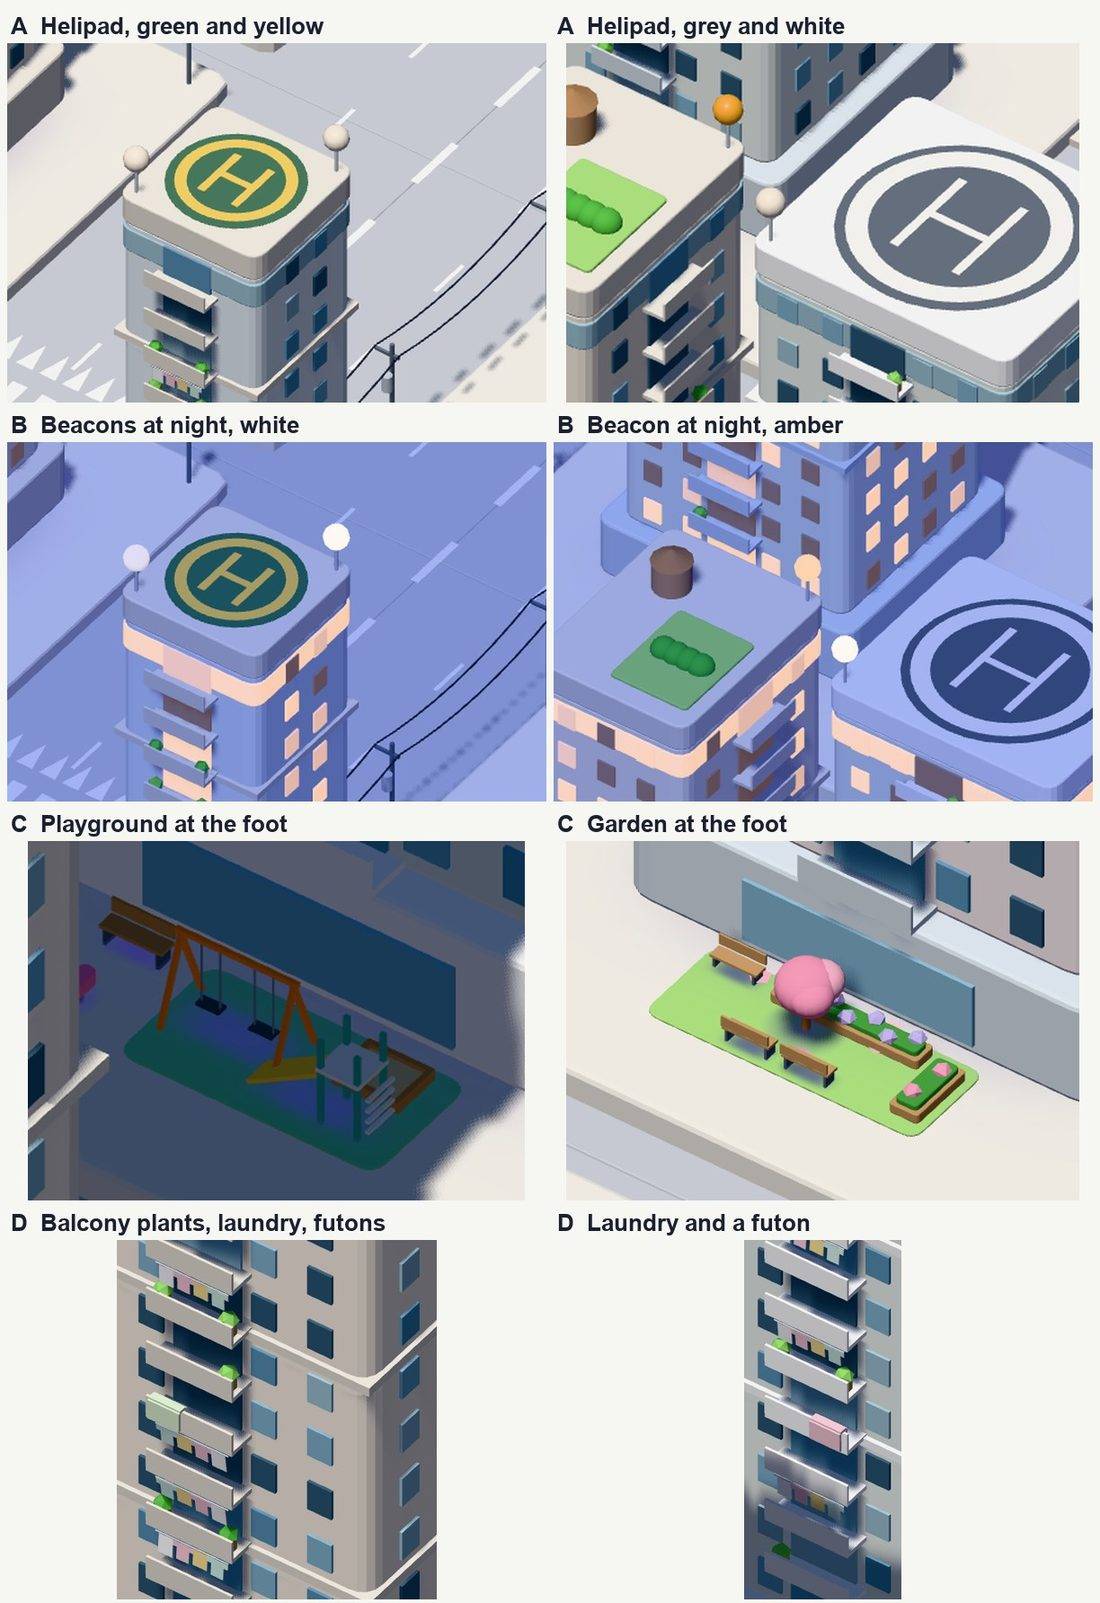 A Helipad, green and yellow
A Helipad, grey and white
H
H
B Beacons at night, white
B Beacon at night, amber
H
H
C Playground at the foot
C Garden at the foot
D Balcony plants, laundry, futons
D Laundry and a futon